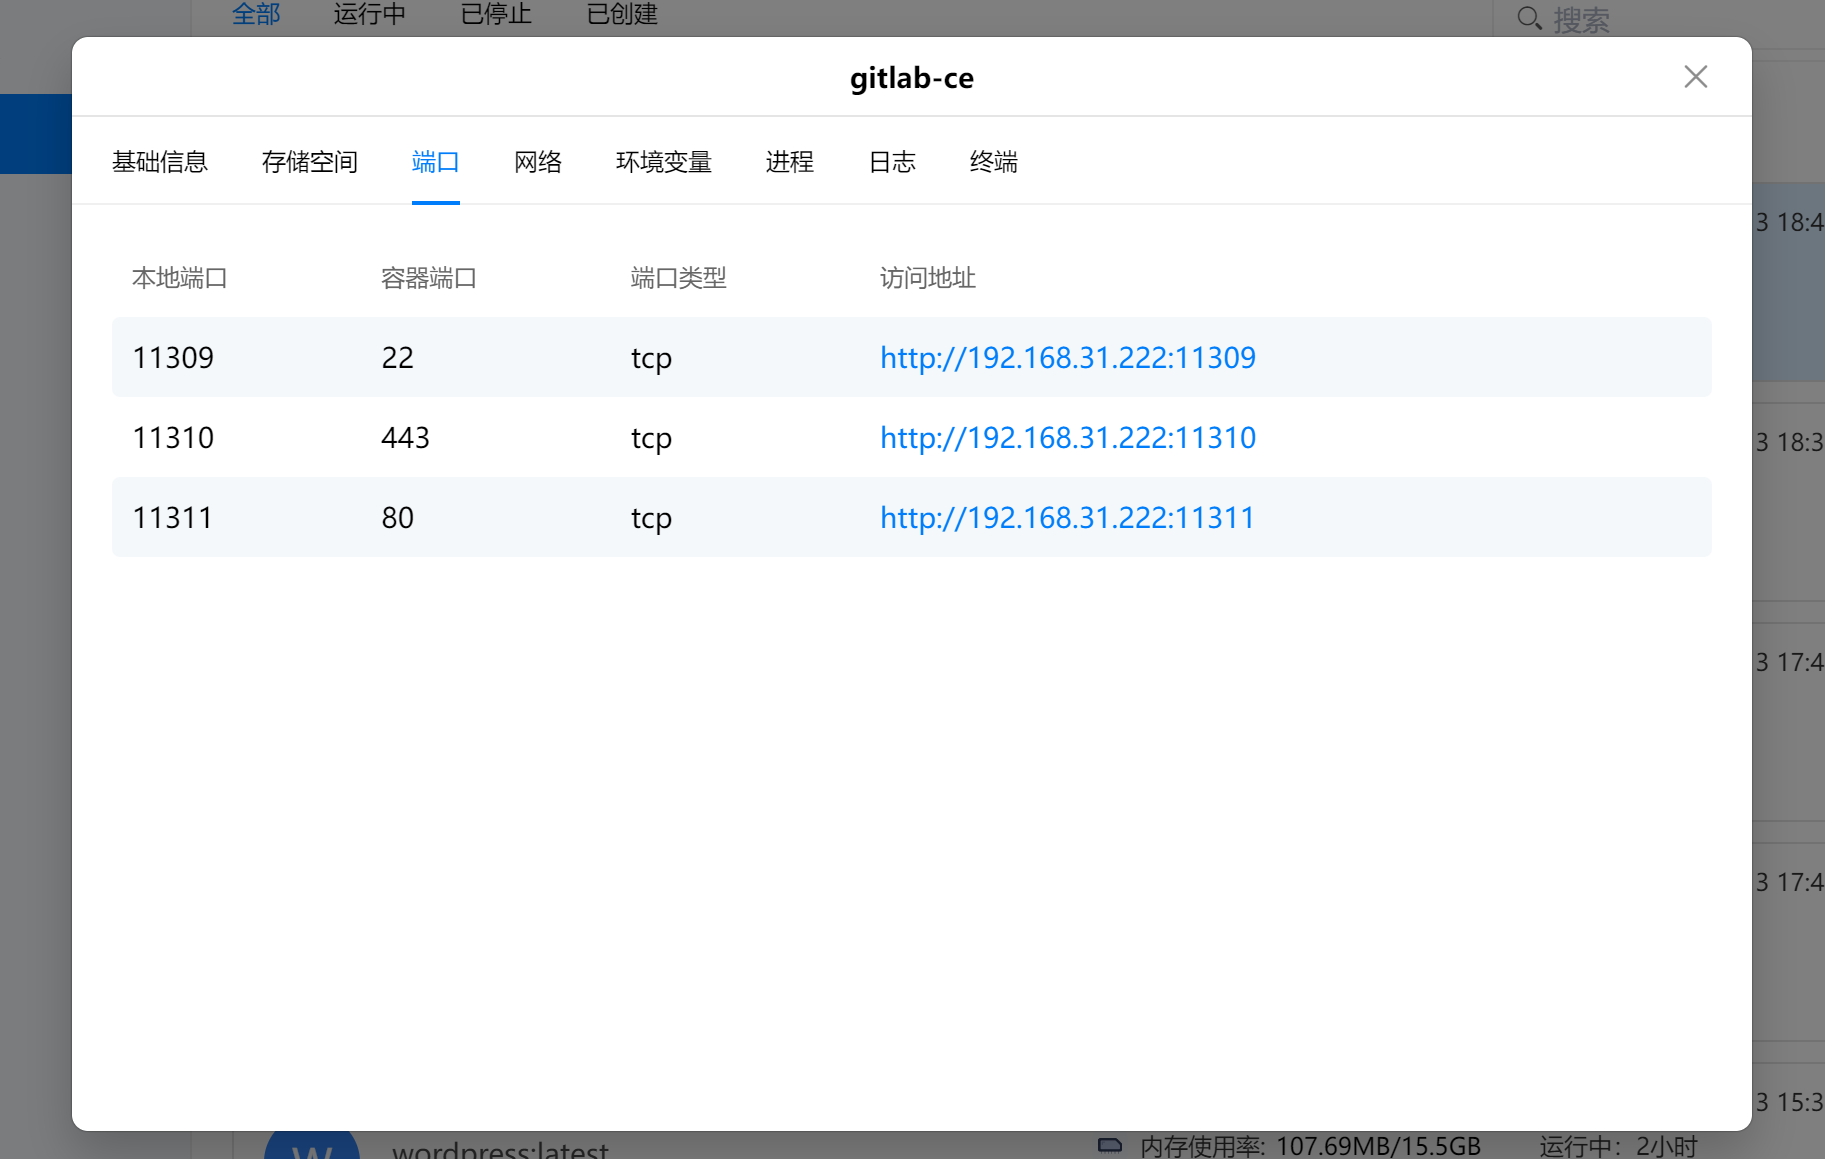 全部 运行中 已停止 已创建 搜索
gitlab-ce
基础信息 存储空间 端口 网络 环境变量 进程 日志 终端
本地端口 容器端口 端口类型 访问地址
11309 22 tcp http://192.168.31.222:11309
11310 443 tcp http://192.168.31.222:11310
11311 80 tcp http://192.168.31.222:11311
3 18:4
3 18:3
3 17:4
3 17:4
3 15:3
W wordpress:latest 内存使用率: 107.69MB/15.5GB 运行中: 2小时